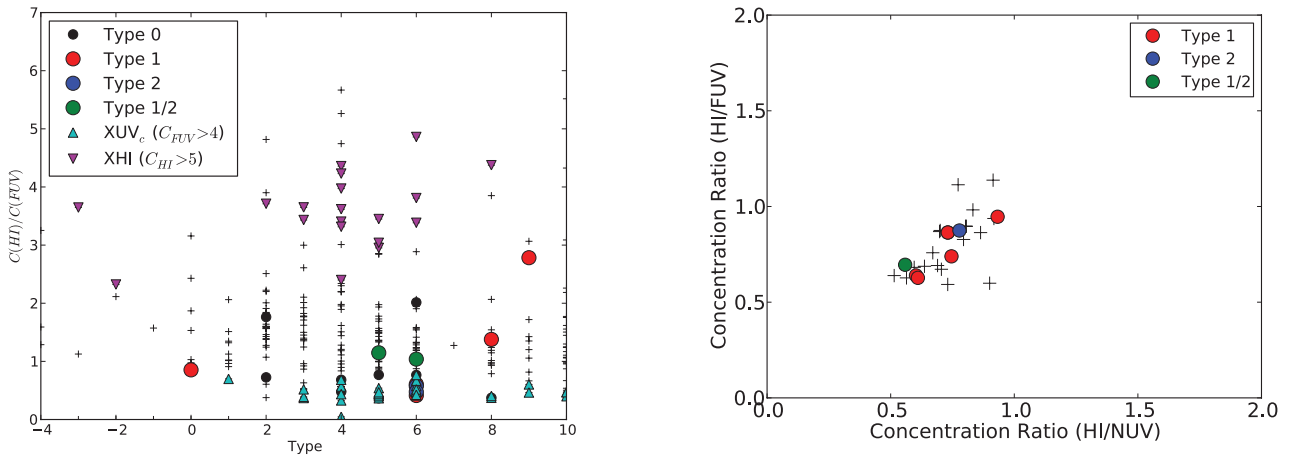 7
6
5
4
3
2
1
0
C(HI)/C(FUV)
Type 0
Type 1
Type 2
Type 1/2
XUV_c (C_FUV>4)
XHI (C_HI>5)
−4
−2
0
2
4
6
8
10
Type
2.0
1.5
1.0
0.5
0.0
Concentration Ratio (HI/FUV)
Type 1
Type 2
Type 1/2
0.0
0.5
1.0
1.5
2.0
Concentration Ratio (HI/NUV)